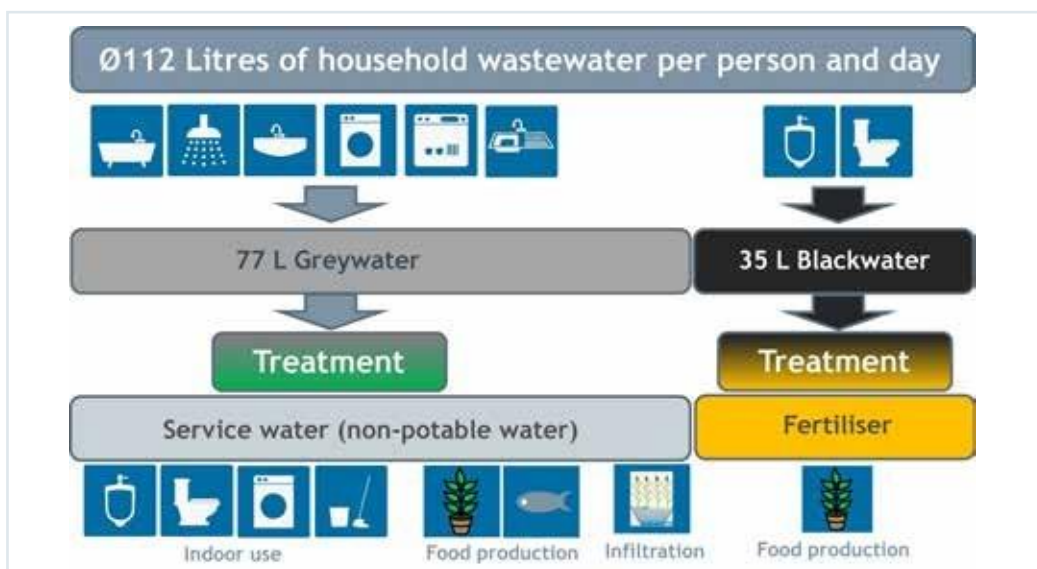 Ø112 Litres of household wastewater per person and day
77 L Greywater
35 L Blackwater
Treatment
Treatment
Service water (non-potable water)
Fertiliser
Indoor use
Food production
Infiltration
Food production